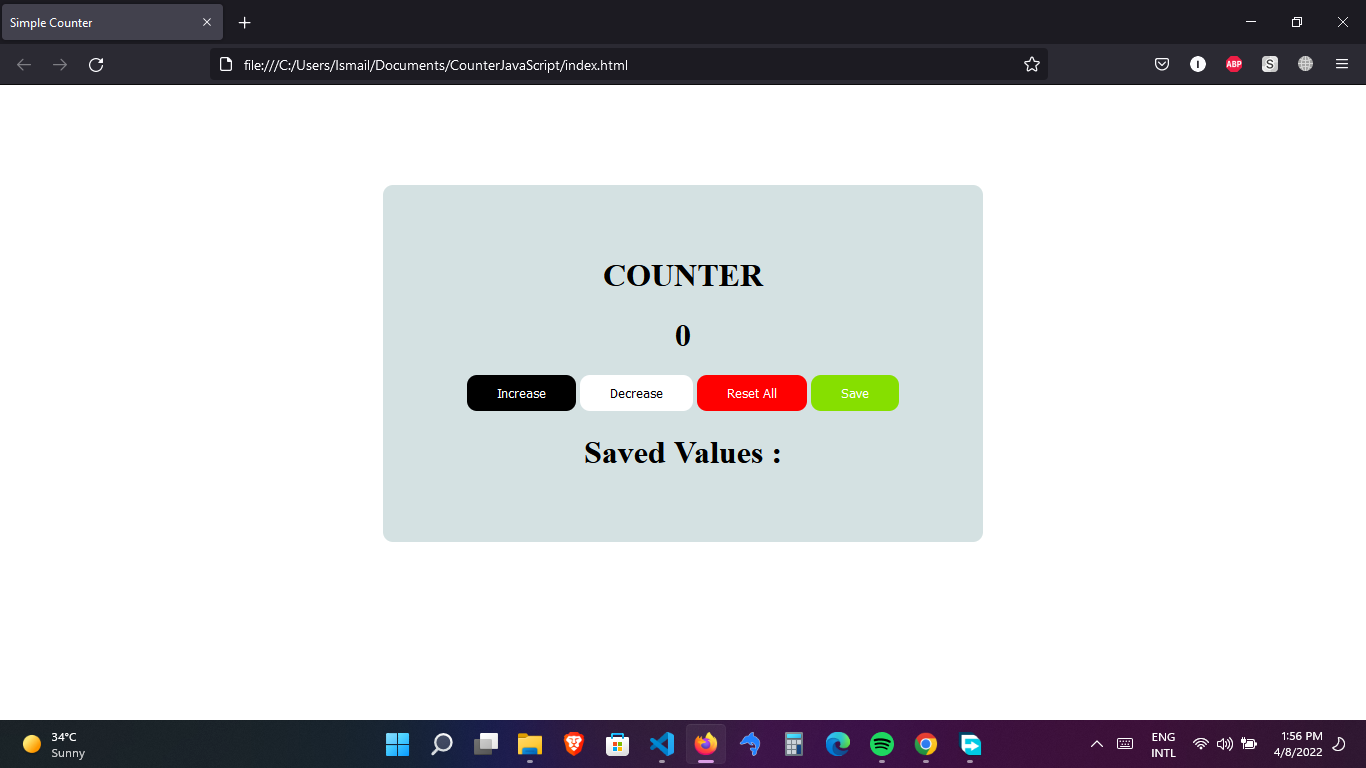 Simple Counter
file:///C:/Users/Ismail/Documents/CounterJavaScript/index.html
I
ABP
S
COUNTER
0
Increase Decrease Reset All Save
Saved Values :
34°C
Sunny
ENG
INTL
1:56 PM
4/8/2022